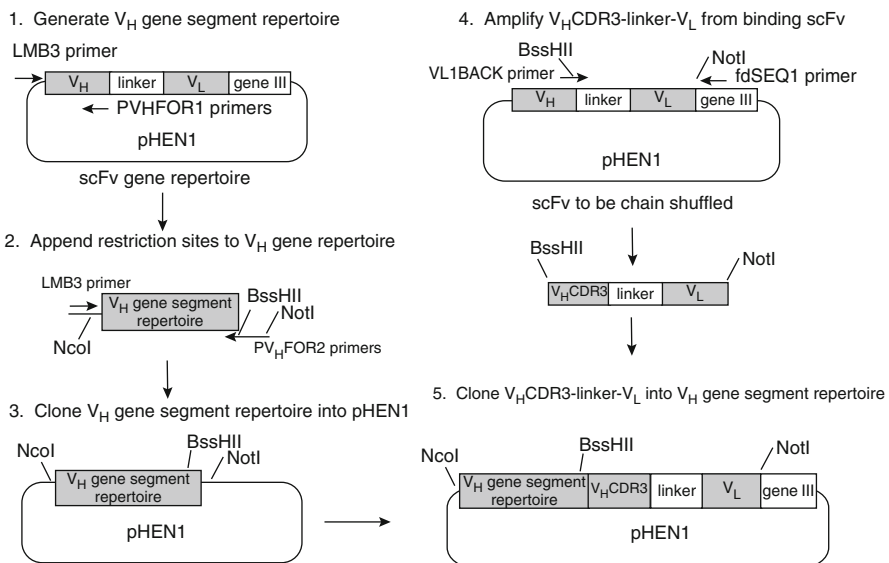 1. Generate VH gene segment repertoire
LMB3 primer
VH
linker
VL
gene III
PVHFOR1 primers
pHEN1
scFv gene repertoire
2. Append restriction sites to VH gene repertoire
LMB3 primer
VH gene segment
repertoire
BssHII
NotI
NcoI
PVHFOR2 primers
3. Clone VH gene segment repertoire into pHEN1
NcoI
BssHII
NotI
VH gene segment
repertoire
pHEN1
4. Amplify VHCDR3-linker-VL from binding scFv
BssHII
NotI
VL1BACK primer
fdSEQ1 primer
VH
linker
VL
gene III
pHEN1
scFv to be chain shuffled
BssHII
NotI
VHCDR3
linker
VL
5. Clone VHCDR3-linker-VL into VH gene segment repertoire
NcoI
BssHII
NotI
VH gene segment
repertoire
VHCDR3
linker
VL
gene III
pHEN1